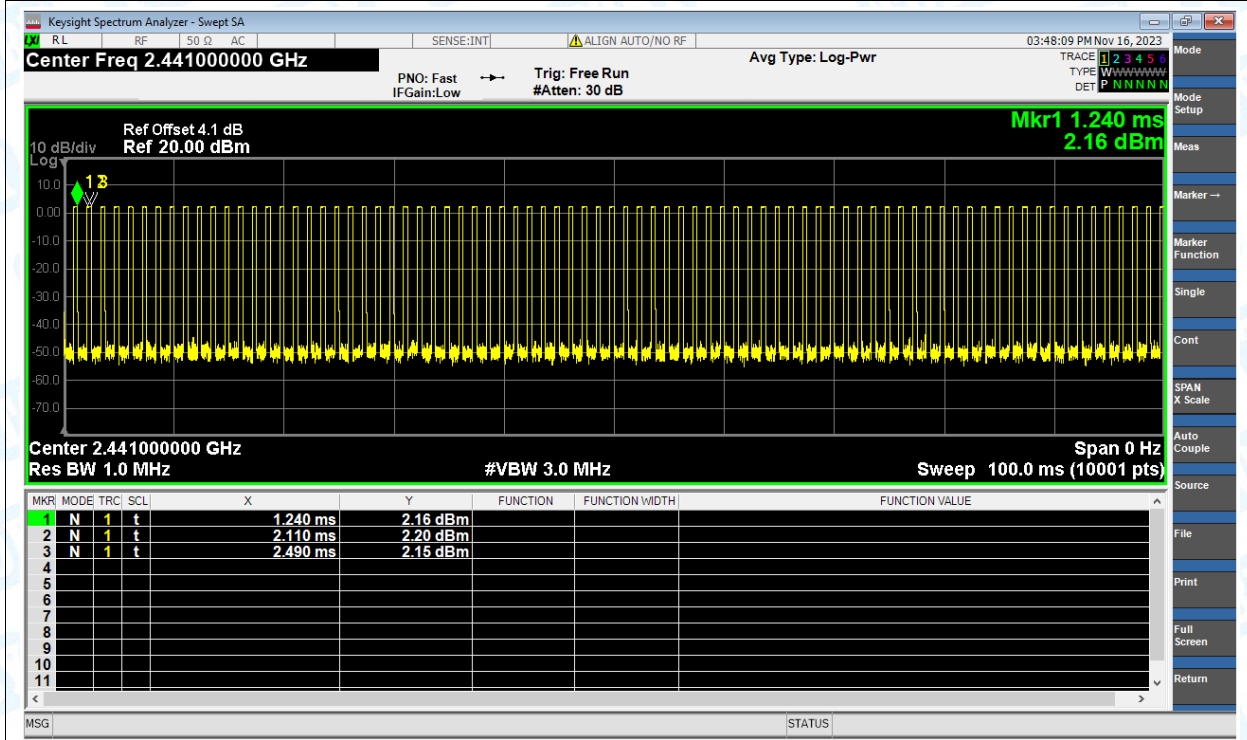 Keysight Spectrum Analyzer - Swept SA
LXI RL RF 50 Ω AC SENSE:INT ALIGN AUTO/NO RF 03:48:09 PM Nov 16, 2023
Center Freq 2.441000000 GHz Avg Type: Log-Pwr TRACE 1 2 3 4 5 6
PNO: Fast Trig: Free Run TYPE WWWWWW
IFGain:Low #Atten: 30 dB DET P N N N N N
Mkr1 1.240 ms
Ref Offset 4.1 dB
10 dB/div Ref 20.00 dBm 2.16 dBm
Log
10.0
1 2 3
0.00
-10.0
-20.0
-30.0
-40.0
-50.0
-60.0
-70.0
Center 2.441000000 GHz Span 0 Hz
Res BW 1.0 MHz #VBW 3.0 MHz Sweep 100.0 ms (10001 pts)
MKR MODE TRC SCL X Y FUNCTION FUNCTION WIDTH FUNCTION VALUE
1 N 1 t 1.240 ms 2.16 dBm
2 N 1 t 2.110 ms 2.20 dBm
3 N 1 t 2.490 ms 2.15 dBm
4
5
6
7
8
9
10
11
MSG STATUS
Mode
Mode
Setup
Meas
Marker →
Marker
Function
Single
Cont
SPAN
X Scale
Auto
Couple
Source
File
Print
Full
Screen
Return